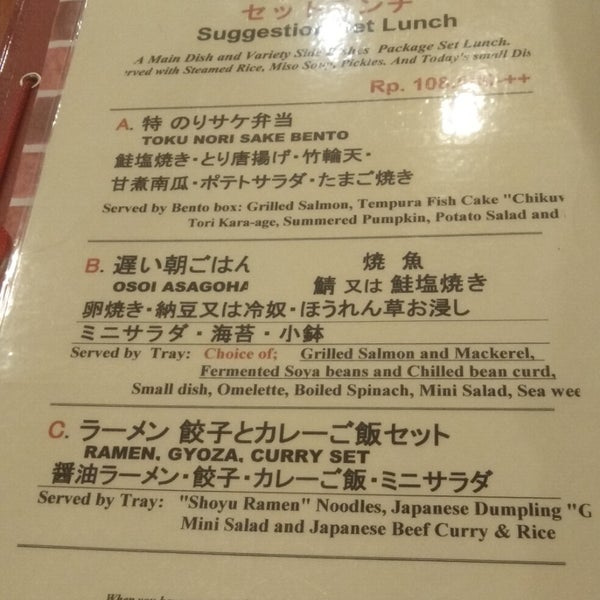 セット
Suggestion Set Lunch
A Main Dish and Variety Side Dishes Package Set Lunch.
Served with Steamed Rice, Miso Soup, Pickies. And Today's small Dis
Rp. 108
A. 特 のりサケ弁当
TOKU NORI SAKE BENTO
鮭塩焼き・とり唐揚げ・竹輪天・
甘煮南瓜・ポテトサラダ・たまご焼き
Served by Bento box: Grilled Salmon, Tempura Fish Cake "Chikuw
Tori Kara-age, Summered Pumpkin, Potato Salad and
B. 遅い朝ごはん 焼 魚
OSOI ASAGOHA 鯖 又は 鮭塩焼き
卵焼き・納豆又は冷奴・ほうれん草お浸し
ミニサラダ・海苔・小鉢
Served by Tray: Choice of; Grilled Salmon and Mackerel,
Fermented Soya beans and Chilled bean curd,
Small dish, Omelette, Boiled Spinach, Mini Salad, Sea wee
C. ラーメン 餃子とカレーご飯セット
RAMEN, GYOZA, CURRY SET
醤油ラーメン・餃子・カレーご飯・ミニサラダ
Served by Tray: "Shoyu Ramen" Noodles, Japanese Dumpling "G
Mini Salad and Japanese Beef Curry & Rice
When you